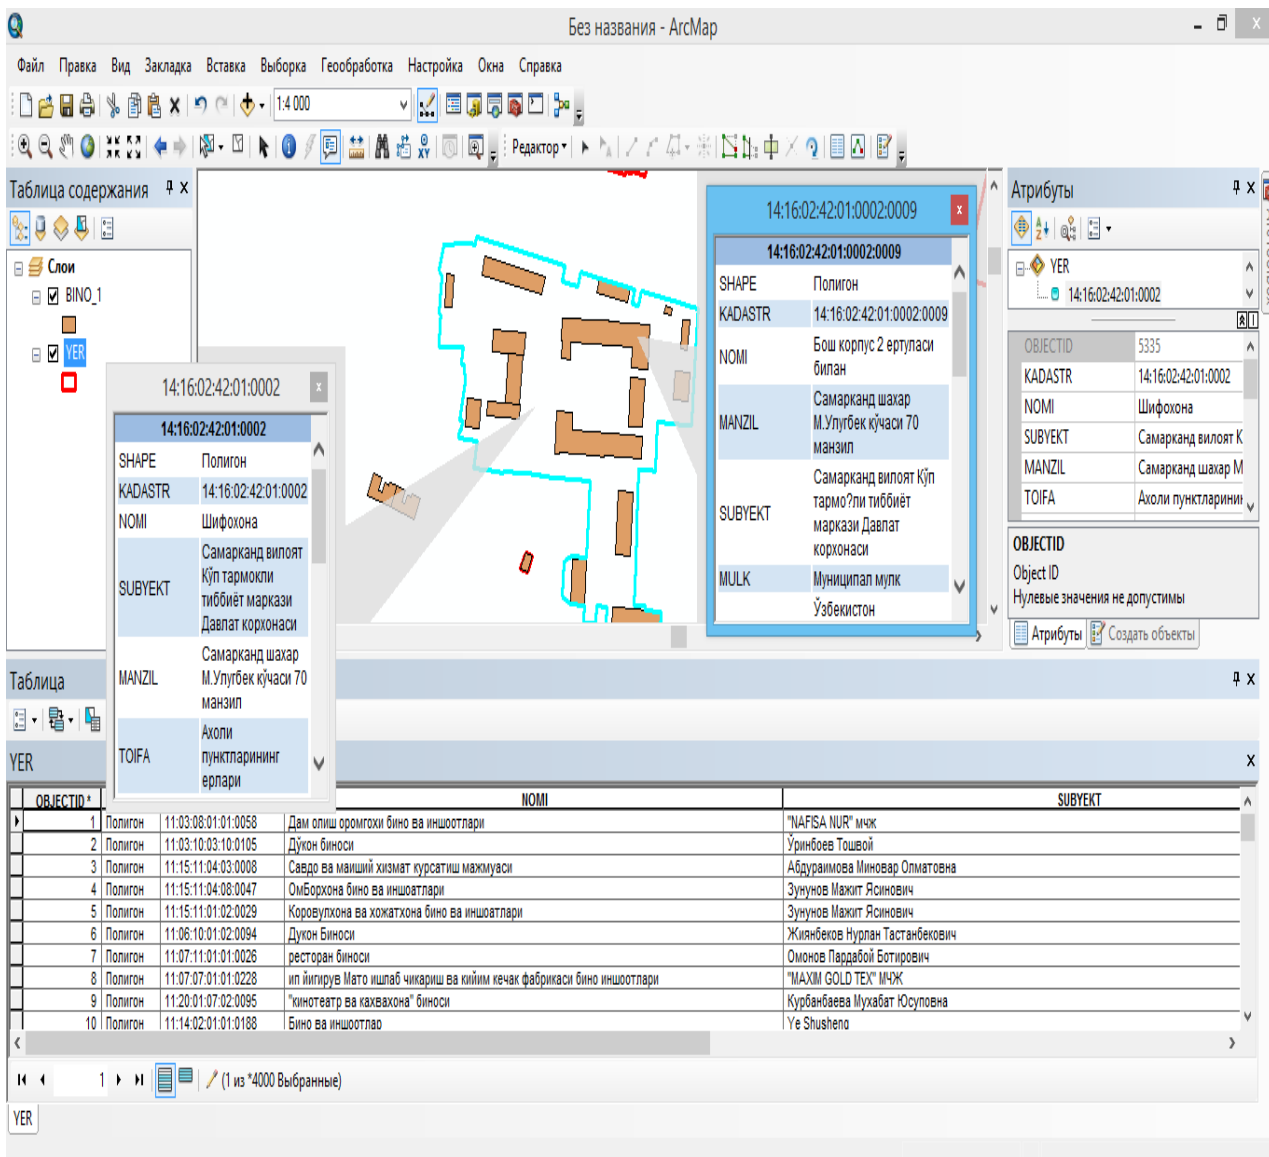 Без названия - ArcMap
Файл Правка Вид Закладка Вставка Выборка Геообработка Настройка Окна Справка
1:4 000
Редактор
Таблица содержания
Слои
BINO_1
YER
14:16:02:42:01:0002
14:16:02:42:01:0002
SHAPE Полигон
KADASTR 14:16:02:42:01:0002
NOMI Шифохона
SUBYEKT Самарканд вилоят
Кўп тармокли
тиббиёт маркази
Давлат корхонаси
MANZIL Самарканд шахар
М.Улугбек кўчаси 70
манзил
TOIFA Ахоли
пунктларининг
ерлари
14:16:02:42:01:0002:0009
14:16:02:42:01:0002:0009
SHAPE Полигон
KADASTR 14:16:02:42:01:0002:0009
NOMI Бош корпус 2 ертуласи
билан
MANZIL Самарканд шахар
М.Улугбек кўчаси 70
манзил
SUBYEKT Самарканд вилоят Кўп
тармо?ли тиббиёт
маркази Давлат
корхонаси
MULK Муниципал мулк
Ўзбекистон
Атрибуты
YER
14:16:02:42:01:0002
OBJECTID 5335
KADASTR 14:16:02:42:01:0002
NOMI Шифохона
SUBYEKT Самарканд вилоят К
MANZIL Самарканд шахар М
TOIFA Ахоли пунктларинин
OBJECTID
Object ID
Нулевые значения не допустимы
Атрибуты Создать объекты
Таблица
YER
OBJECTID * NOMI SUBYEKT
1 Полигон 11:03:08:01:01:0058 Дам олиш оромгохи бино ва иншоотлари "NAFISA NUR" мчж
2 Полигон 11:03:10:03:10:0105 Дўкон биноси Ўринбоев Тошвой
3 Полигон 11:15:11:04:03:0008 Савдо ва маиший хизмат курсатиш мажмуаси Абдураимова Миновар Олматовна
4 Полигон 11:15:11:04:08:0047 ОмБорхона бино ва иншоатлари Зунунов Мажит Ясинович
5 Полигон 11:15:11:01:02:0029 Коровулхона ва хожатхона бино ва иншоатлари Зунунов Мажит Ясинович
6 Полигон 11:06:10:01:02:0094 Дукон Биноси Жиянбеков Нурлан Тастанбекович
7 Полигон 11:07:11:01:01:0026 ресторан биноси Омонов Пардабой Ботирович
8 Полигон 11:07:07:01:01:0228 ип йигирув Мато ишлаб чикариш ва кийим кечак фабрикаси бино иншоотлари "MAXIM GOLD TEX" МЧЖ
9 Полигон 11:20:01:07:02:0095 "кинотеатр ва кахвахона" биноси Курбанбаева Мухабат Юсуповна
10 Полигон 11:14:02:01:01:0188 Бино ва иншоотлар Ye Shusheng
1 (1 из *4000 Выбранные)
YER